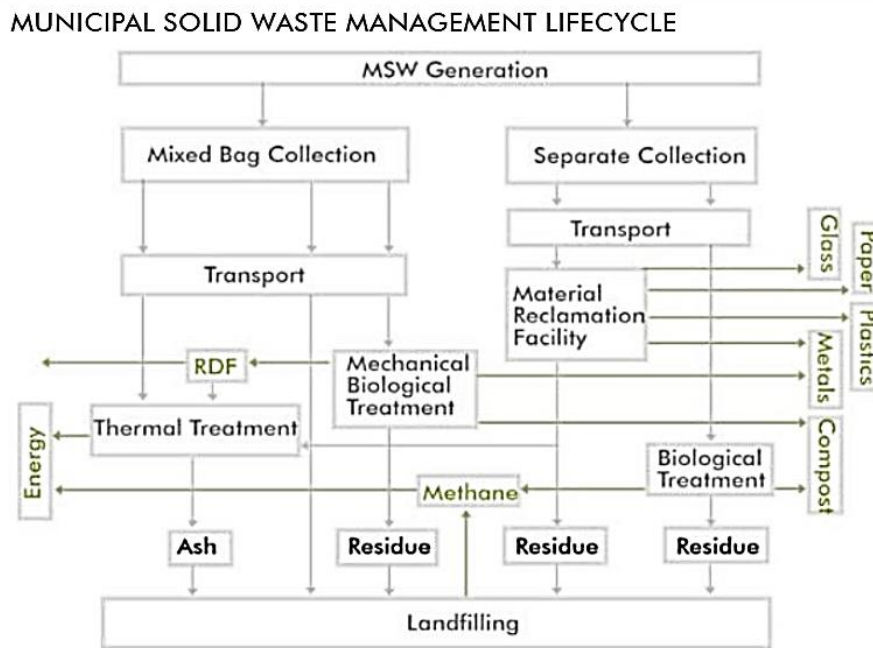 MUNICIPAL SOLID WASTE MANAGEMENT LIFECYCLE
MSW Generation
Mixed Bag Collection
Separate Collection
Transport
Transport
Glass
Paper
Material
Reclamation
Facility
Plastics
Metals
RDF
Mechanical
Biological
Treatment
Thermal Treatment
Energy
Compost
Biological
Treatment
Methane
Ash
Residue
Residue
Residue
Landfilling